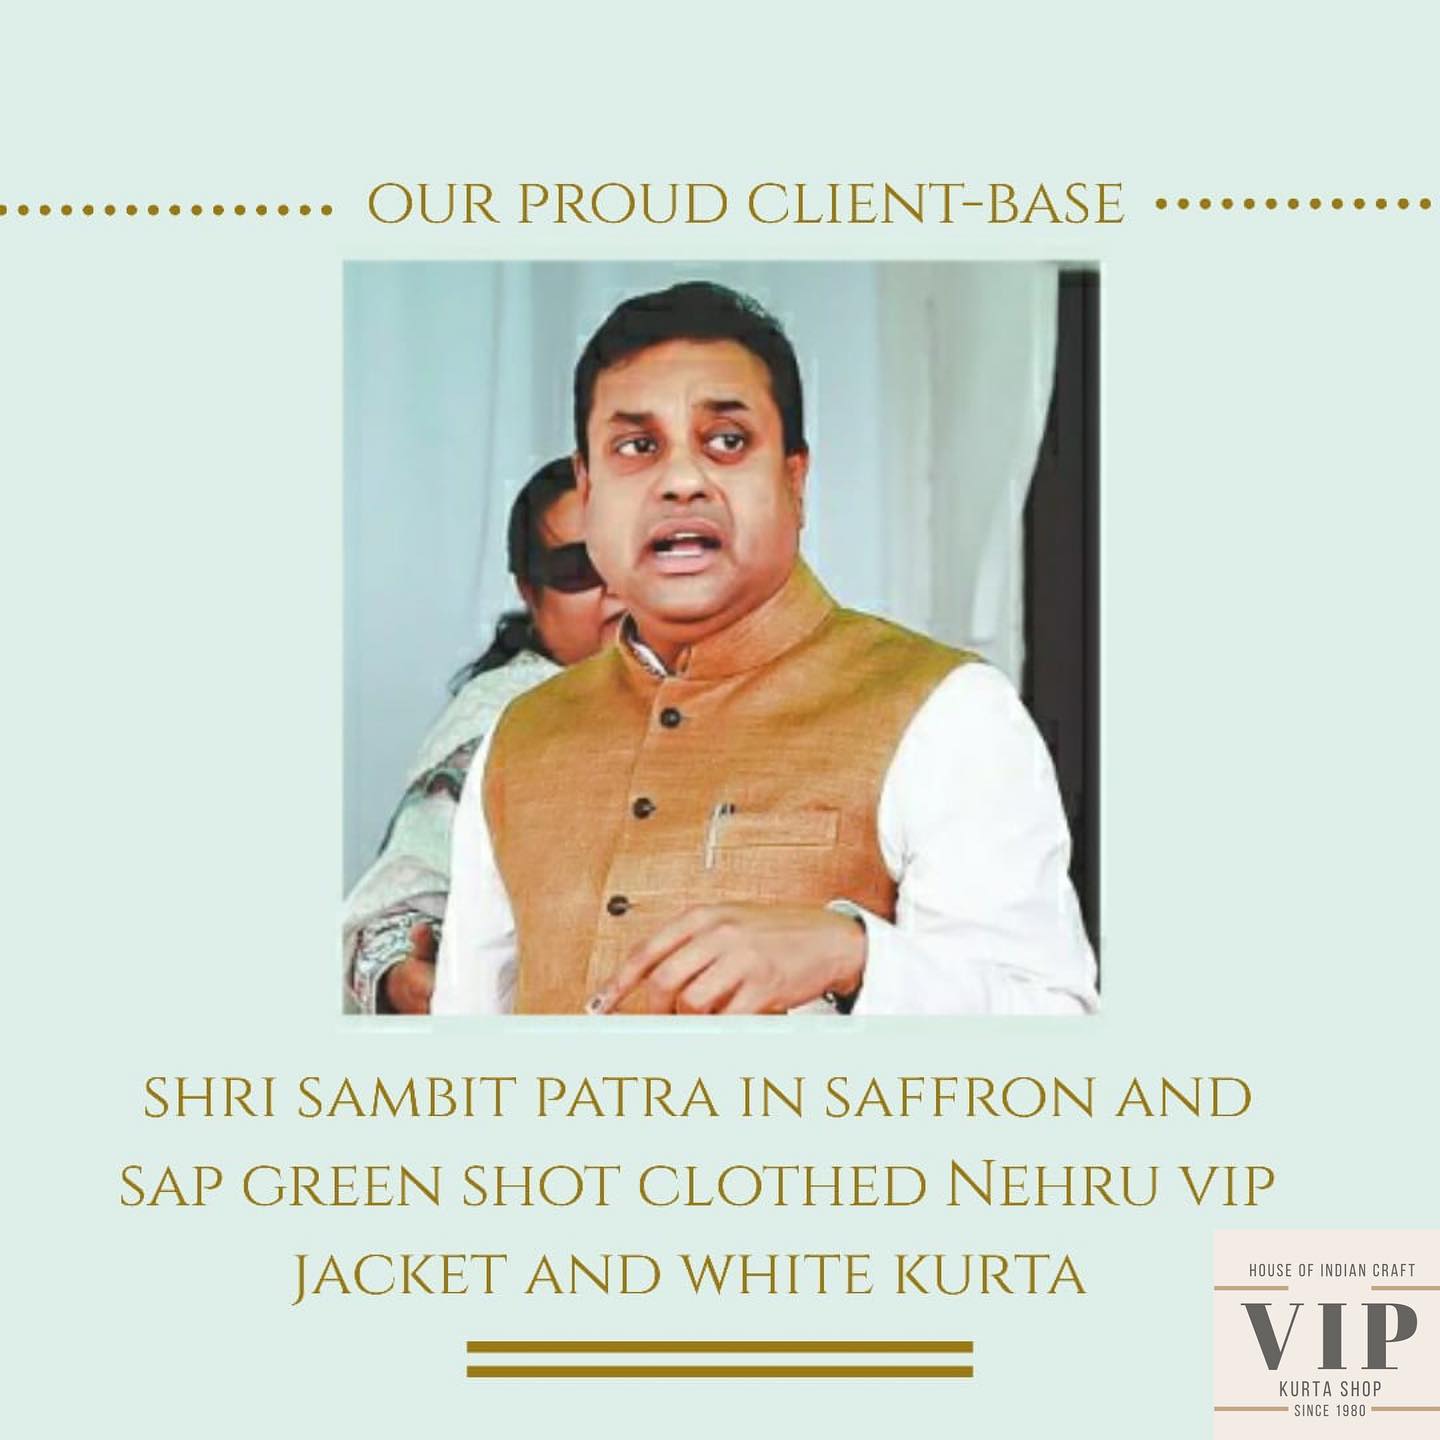 OUR PROUD CLIENT-BASE
SHRI SAMBIT PATRA IN SAFFRON AND
SAP GREEN SHOT CLOTHED NEHRU VIP
JACKET AND WHITE KURTA
HOUSE OF INDIAN CRAFT
VIP
KURTA SHOP
SINCE 1980